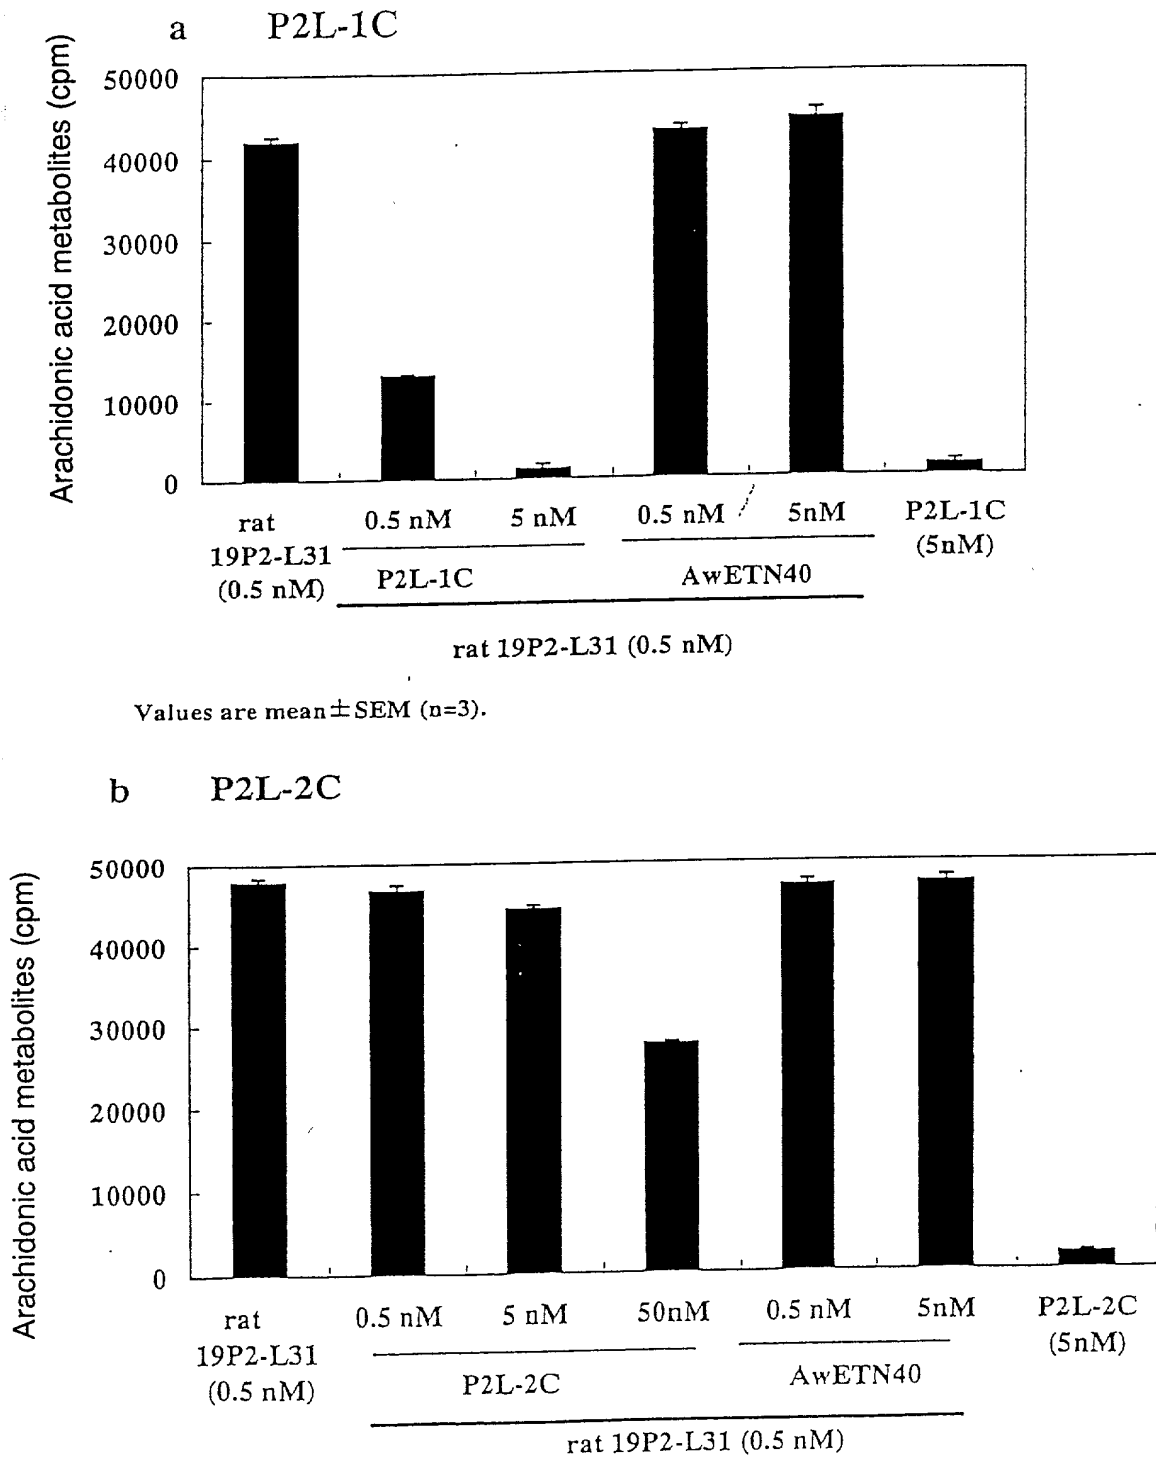 a P2L-1C
Arachidonic acid metabolites (cpm)
50000
40000
30000
20000
10000
0
rat
19P2-L31
(0.5 nM)
0.5 nM 5 nM
P2L-1C
0.5 nM 5nM
AwETN40
P2L-1C
(5nM)
rat 19P2-L31 (0.5 nM)
Values are mean±SEM (n=3).
b P2L-2C
Arachidonic acid metabolites (cpm)
50000
40000
30000
20000
10000
0
rat
19P2-L31
(0.5 nM)
0.5 nM 5 nM 50nM
P2L-2C
0.5 nM 5nM
AwETN40
P2L-2C
(5nM)
rat 19P2-L31 (0.5 nM)